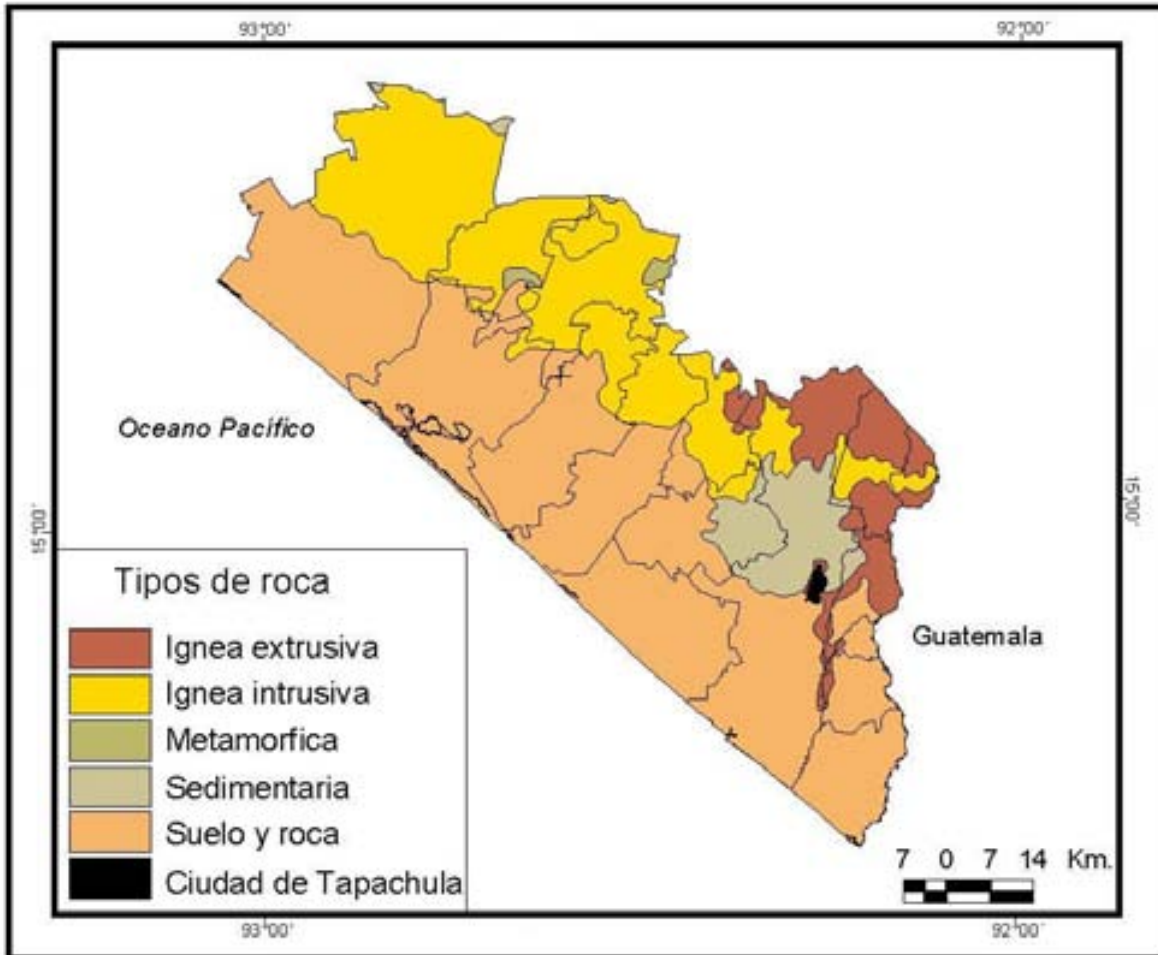 93°00´ 92°00´
Oceano Pacífico
15°00´
15°00´
Guatemala
Tipos de roca
Ignea extrusiva
Ignea intrusiva
Metamorfica
Sedimentaria
Suelo y roca
Ciudad de Tapachula
7 0 7 14 Km.
93°00´ 92°00´